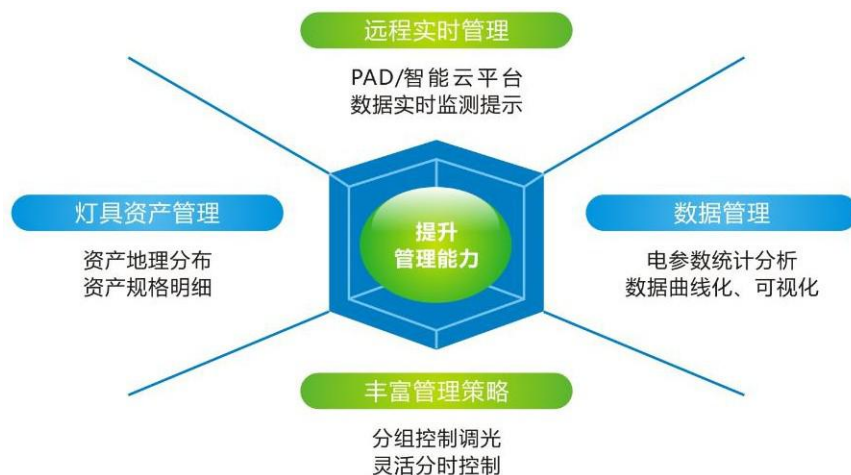 远程实时管理
PAD/智能云平台
数据实时监测提示
灯具资产管理
资产地理分布
资产规格明细
提升
管理能力
数据管理
电参数统计分析
数据曲线化、可视化
丰富管理策略
分组控制调光
灵活分时控制